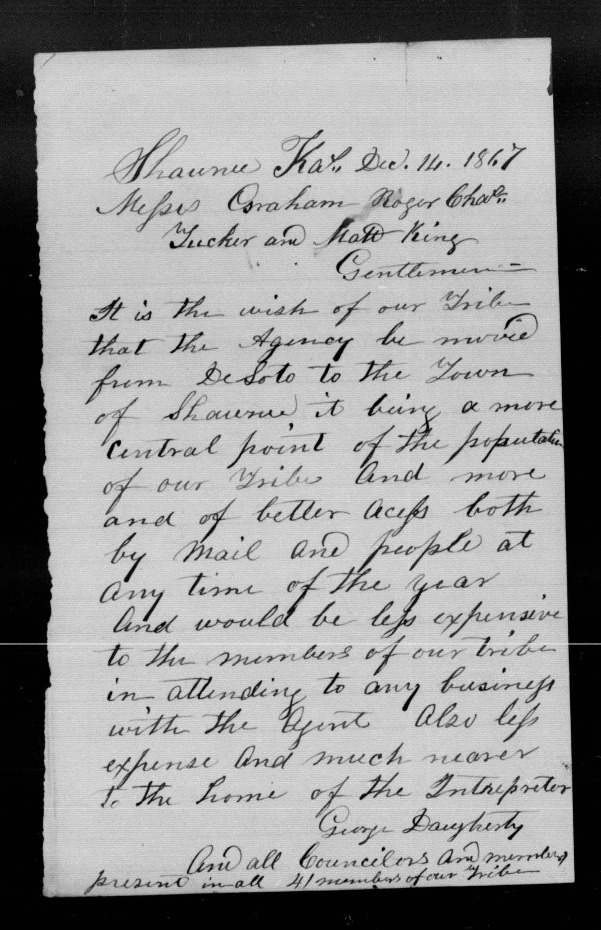 Shawnee Kas. Dec. 14. 1867
Messrs Graham Roger Chas.
Tucker and Matt King
Gentlemen=
It is the wish of our Tribe
that the Agency be moved
from DeSoto to the Town
of Shawnee it being a more
central point of the population
of our Tribe And more
and of better acess both
by Mail and people at
any time of the year
And would be less expensive
to the members of our tribe
in attending to any business
with the Agent Also less
expense And much nearer
to the home of the Intrepreter
George Daugherty
And all Councilors and members
present in all 41 members of our Tribe